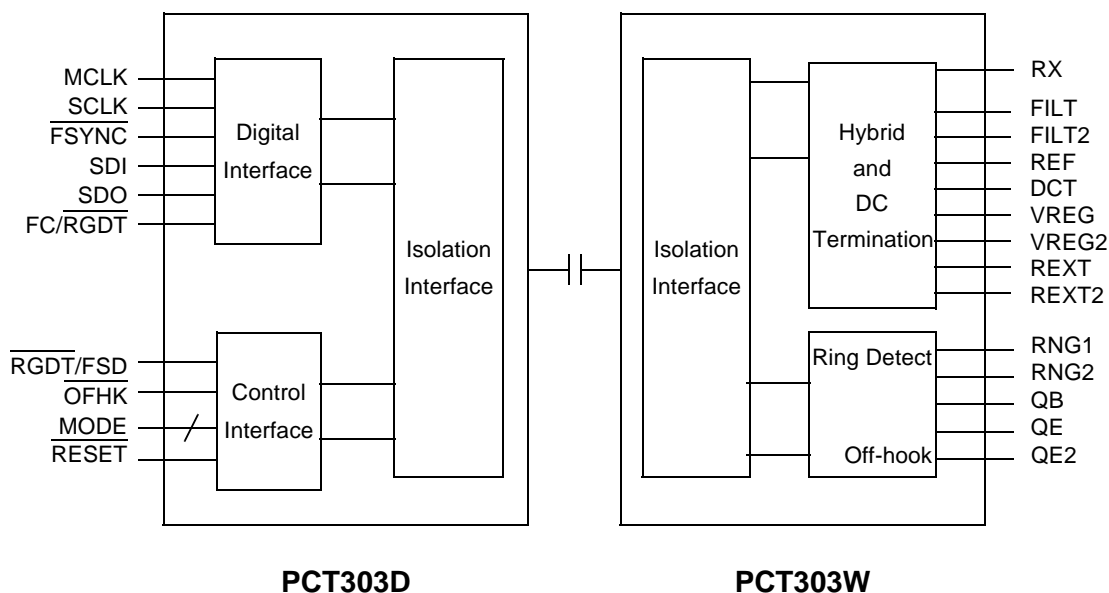 MCLK
SCLK
FSYNC
SDI
SDO
FC/RGDT
Digital
Interface
Isolation
Interface
RGDT/FSD
OFHK
MODE
RESET
Control
Interface
PCT303D
Isolation
Interface
Hybrid
and
DC
Termination
RX
FILT
FILT2
REF
DCT
VREG
VREG2
REXT
REXT2
Ring Detect
Off-hook
RNG1
RNG2
QB
QE
QE2
PCT303W